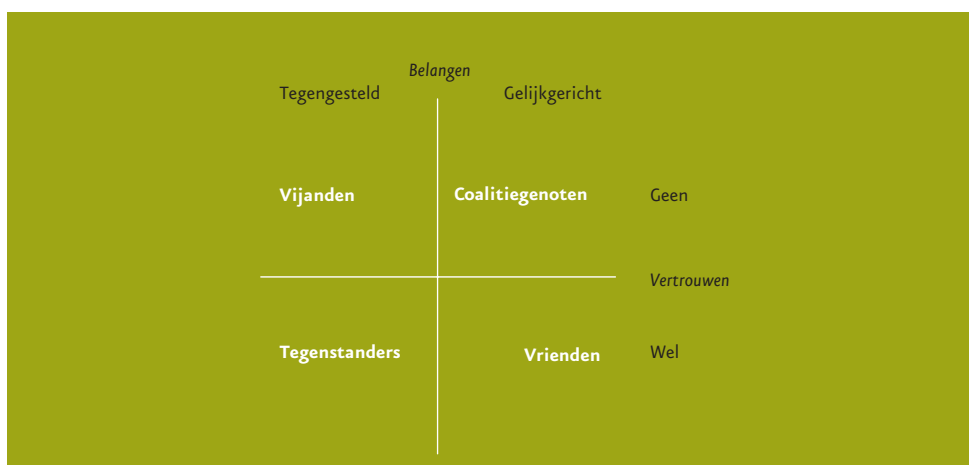 Belangen
Tegengesteld Gelijkgericht
Vijanden Coalitiegenoten Geen
Vertrouwen
Tegenstanders Vrienden Wel